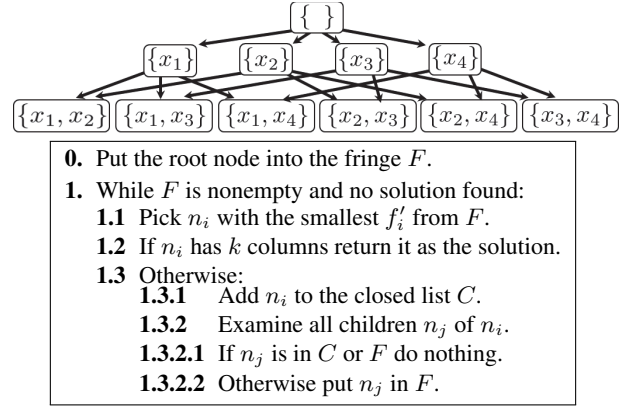 { }
{x₁} {x₂} {x₃} {x₄}
{x₁, x₂} {x₁, x₃} {x₁, x₄} {x₂, x₃} {x₂, x₄} {x₃, x₄}
0. Put the root node into the fringe F.
1. While F is nonempty and no solution found:
1.1 Pick nᵢ with the smallest f′ᵢ from F.
1.2 If nᵢ has k columns return it as the solution.
1.3 Otherwise:
1.3.1 Add nᵢ to the closed list C.
1.3.2 Examine all children nⱼ of nᵢ.
1.3.2.1 If nⱼ is in C or F do nothing.
1.3.2.2 Otherwise put nⱼ in F.